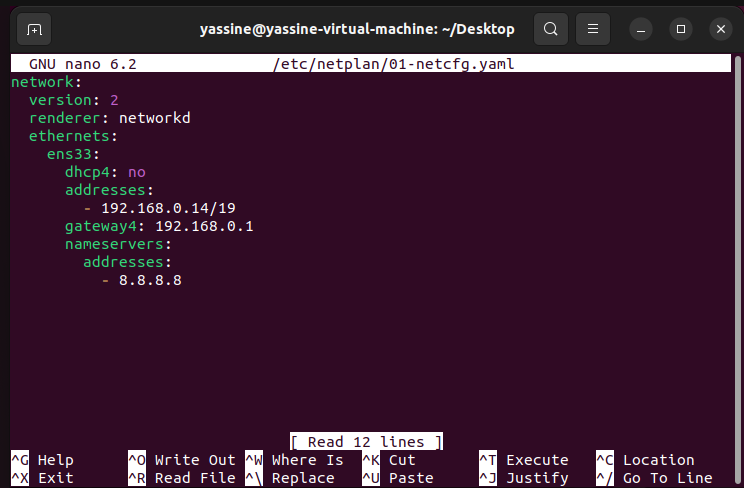 yassine@yassine-virtual-machine: ~/Desktop
GNU nano 6.2 /etc/netplan/01-netcfg.yaml
network:
  version: 2
  renderer: networkd
  ethernets:
    ens33:
      dhcp4: no
      addresses:
        - 192.168.0.14/19
      gateway4: 192.168.0.1
      nameservers:
        addresses:
          - 8.8.8.8
[ Read 12 lines ]
^G Help ^O Write Out ^W Where Is ^K Cut ^T Execute ^C Location
^X Exit ^R Read File ^\ Replace ^U Paste ^J Justify ^/ Go To Line